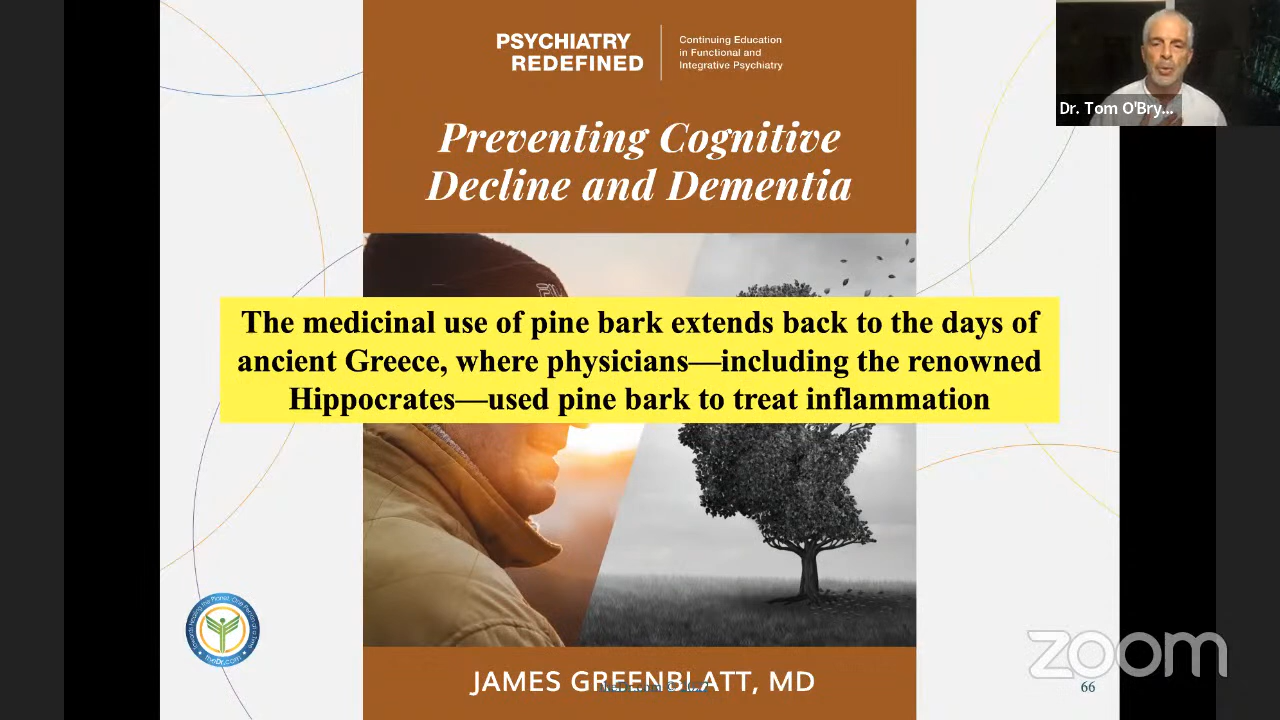 PSYCHIATRY
REDEFINED
Continuing Education
in Functional and
Integrative Psychiatry
Dr. Tom O'Bry...
Preventing Cognitive
Decline and Dementia
The medicinal use of pine bark extends back to the days of
ancient Greece, where physicians—including the renowned
Hippocrates—used pine bark to treat inflammation
theDr.com
zoom
JAMES GREENBLATT, MD
66